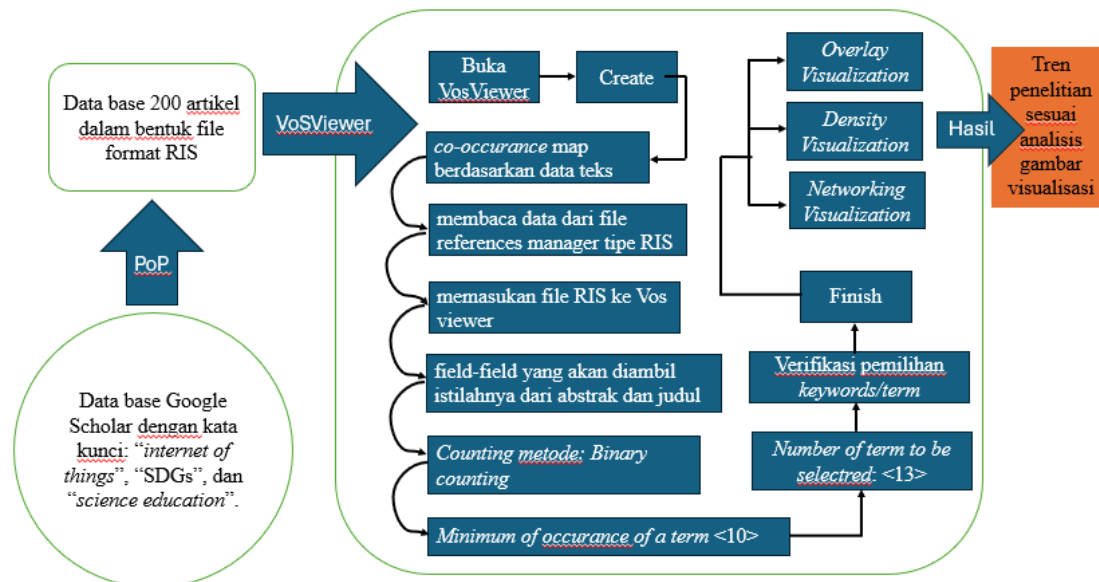 Data base Google
Scholar dengan kata
kunci: “internet of
things”, “SDGs”, dan
“science education”.
PoP
Data base 200 artikel
dalam bentuk file
format RIS
VoSViewer
Buka
VosViewer
Create
co-occurance map
berdasarkan data teks
membaca data dari file
references manager tipe RIS
memasukan file RIS ke Vos
viewer
field-field yang akan diambil
istilahnya dari abstrak dan judul
Counting metode: Binary
counting
Minimum of occurance of a term <10>
Number of term to be
selectred: <13>
Verifikasi pemilihan
keywords/term
Finish
Overlay
Visualization
Density
Visualization
Networking
Visualization
Hasil
Tren
penelitian
sesuai
analisis
gambar
visualisasi